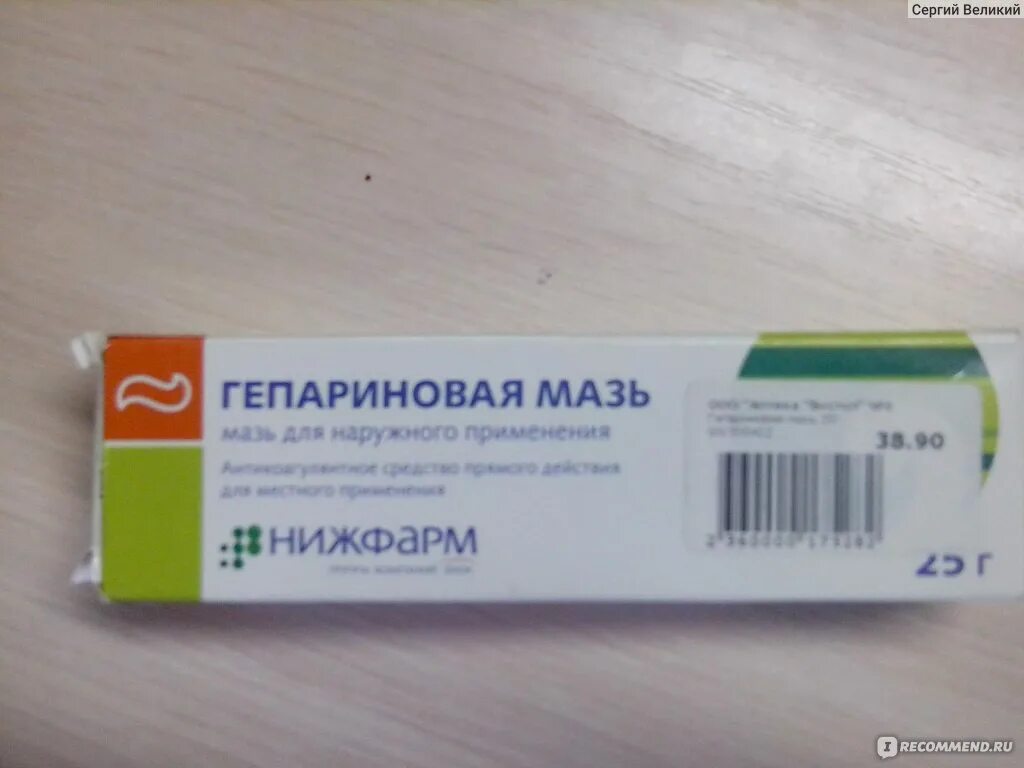 Сергий Великий
ГЕПАРИНОВАЯ МАЗЬ
мазь для наружного применения
Антикоагулянтное средство прямого действия
для местного применения
НИЖФАРМ
38.90
25 г
IRECOMMEND.RU